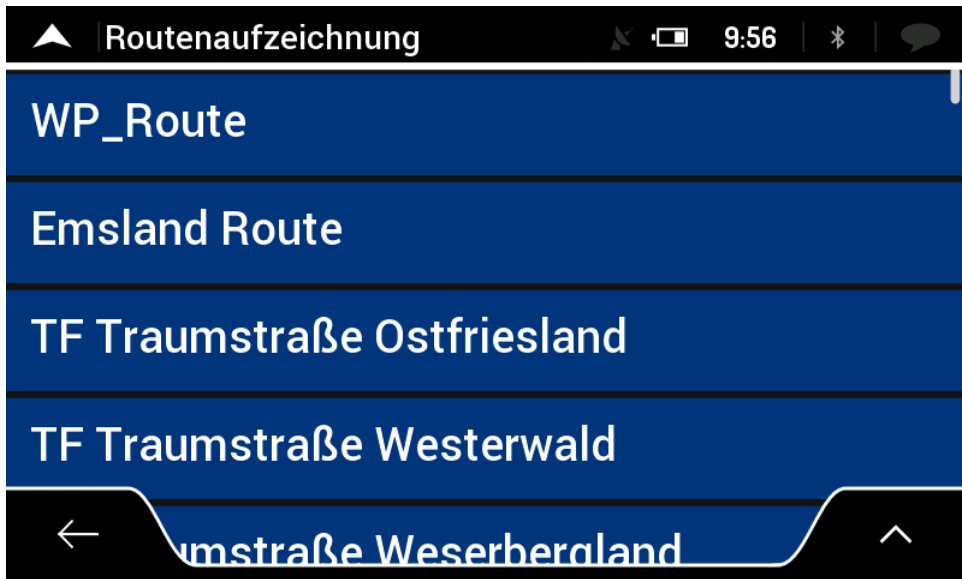 Routenaufzeichnung 9:56
WP_Route
Emsland Route
TF Traumstraße Ostfriesland
TF Traumstraße Westerwald
umstraße Weserbergland